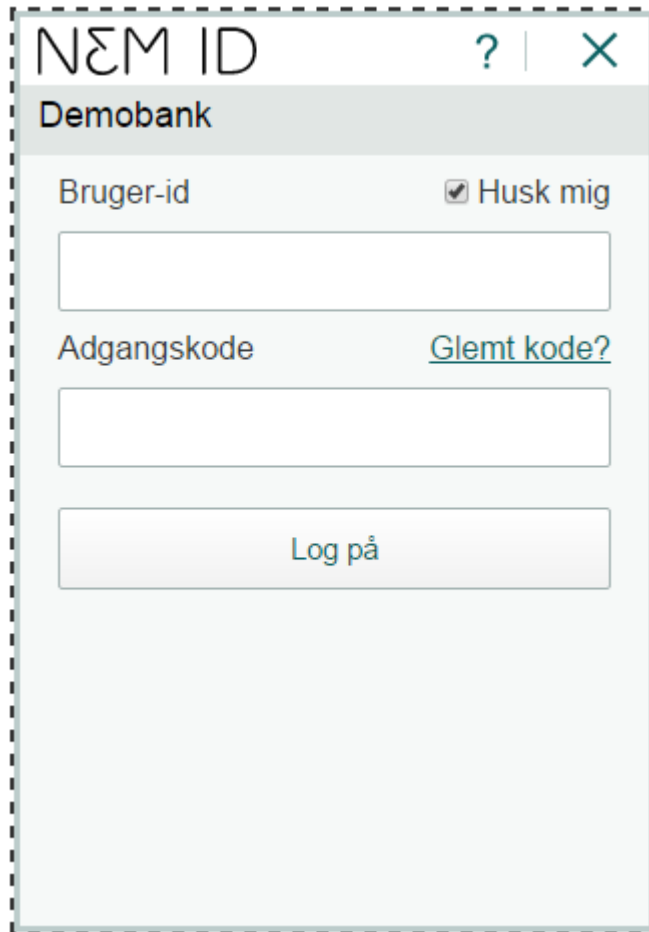 NEM ID ?
Demobank
Bruger-id Husk mig
Adgangskode Glemt kode?
Log på